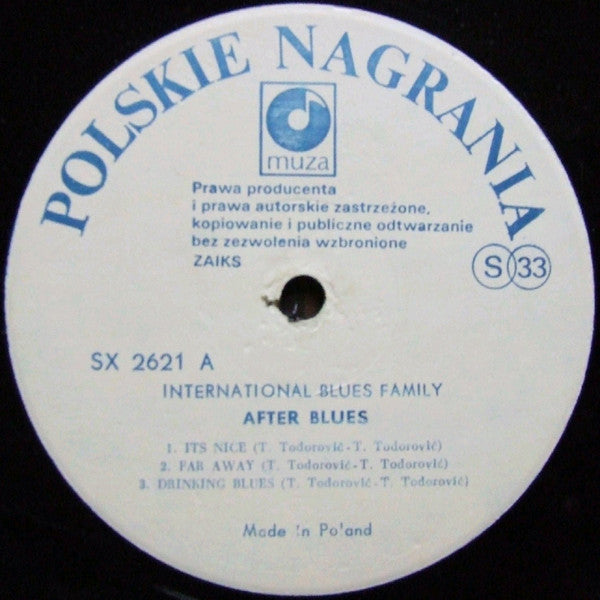 POLSKIE NAGRANIA
muza
Prawa producenta
i prawa autorskie zastrzeżone,
kopiowanie i publiczne odtwarzanie
bez zezwolenia wzbronione
ZAIKS
S 33
SX 2621 A
INTERNATIONAL BLUES FAMILY
AFTER BLUES
1. ITS NICE (T. Todorović - T. Todorović)
2. FAR AWAY (T. Todorović - T. Todorović)
3. DRINKING BLUES (T. Todorović - T. Todorović)
Made in Poland